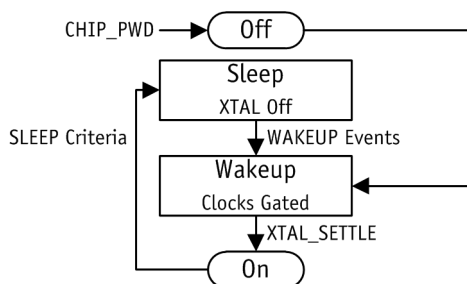 CHIP_PWD
Off
Sleep
XTAL Off
SLEEP Criteria
WAKEUP Events
Wakeup
Clocks Gated
XTAL_SETTLE
On